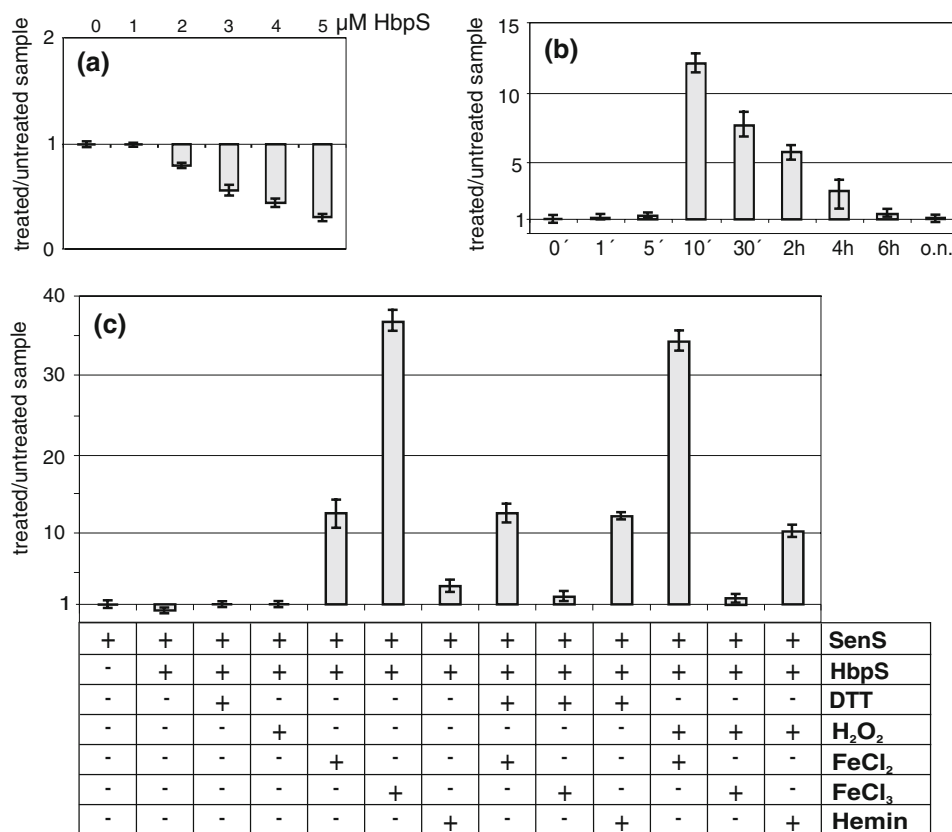 0 1 2 3 4 5 µM HbpS
treated/untreated sample
2
1
0
(a)
treated/untreated sample
15
10
5
1
(b)
0´ 1´ 5´ 10´ 30´ 2h 4h 6h o.n.
treated/untreated sample
40
30
20
10
1
(c)
+ + + + + + + + + + + + + SenS
- + + + + + + + + + + + + HbpS
- - + - - - - + + + - - - DTT
- - - + - - - - - - + + + H₂O₂
- - - - + - - + - - + - - FeCl₂
- - - - - + - - + - - + - FeCl₃
- - - - - - + - - + - - + Hemin